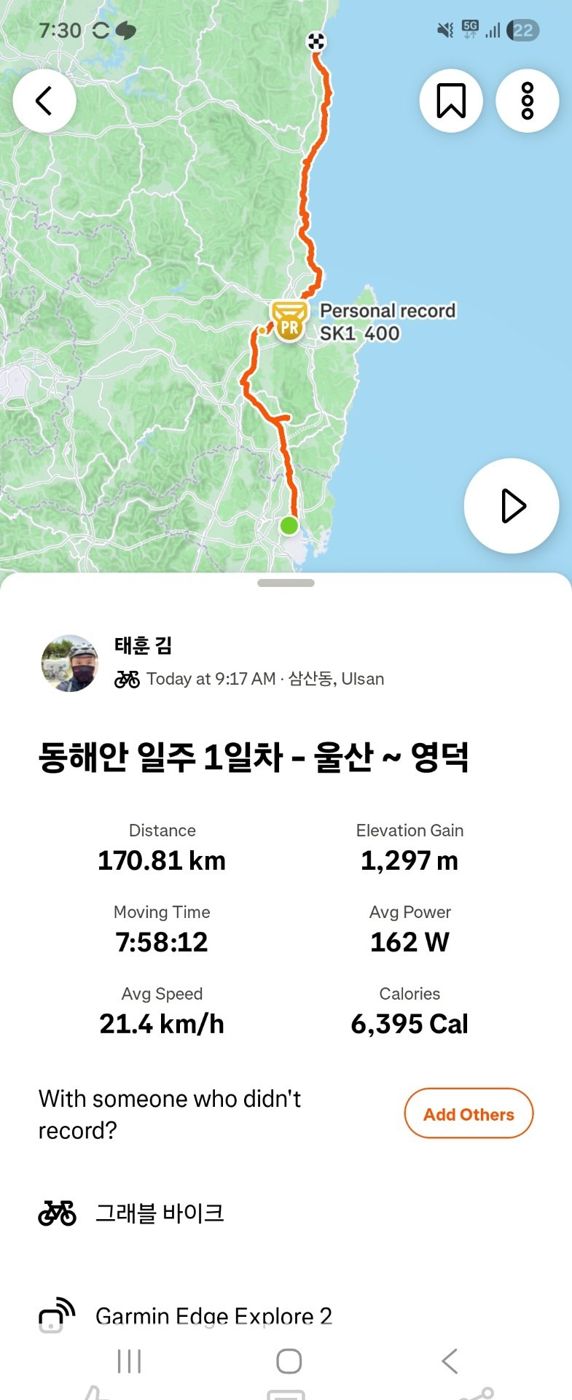 7:30
5G
22
Personal record
SK1 400
PR
태훈 김
Today at 9:17 AM · 삼산동, Ulsan
동해안 일주 1일차 - 울산 ~ 영덕
Distance
Elevation Gain
170.81 km
1,297 m
Moving Time
Avg Power
7:58:12
162 W
Avg Speed
Calories
21.4 km/h
6,395 Cal
With someone who didn't
record?
Add Others
그래블 바이크
Garmin Edge Explore 2